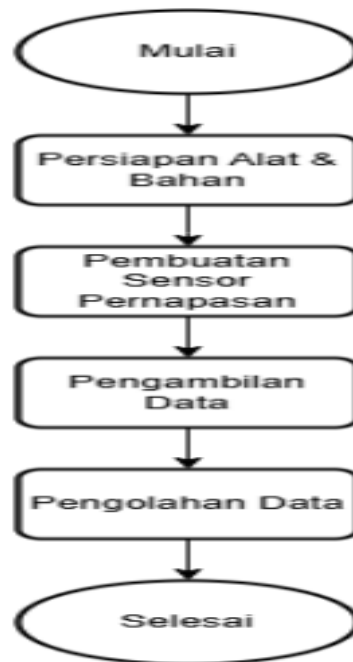 Mulai
Persiapan Alat &
Bahan
Pembuatan
Sensor
Pernapasan
Pengambilan
Data
Pengolahan Data
Selesai